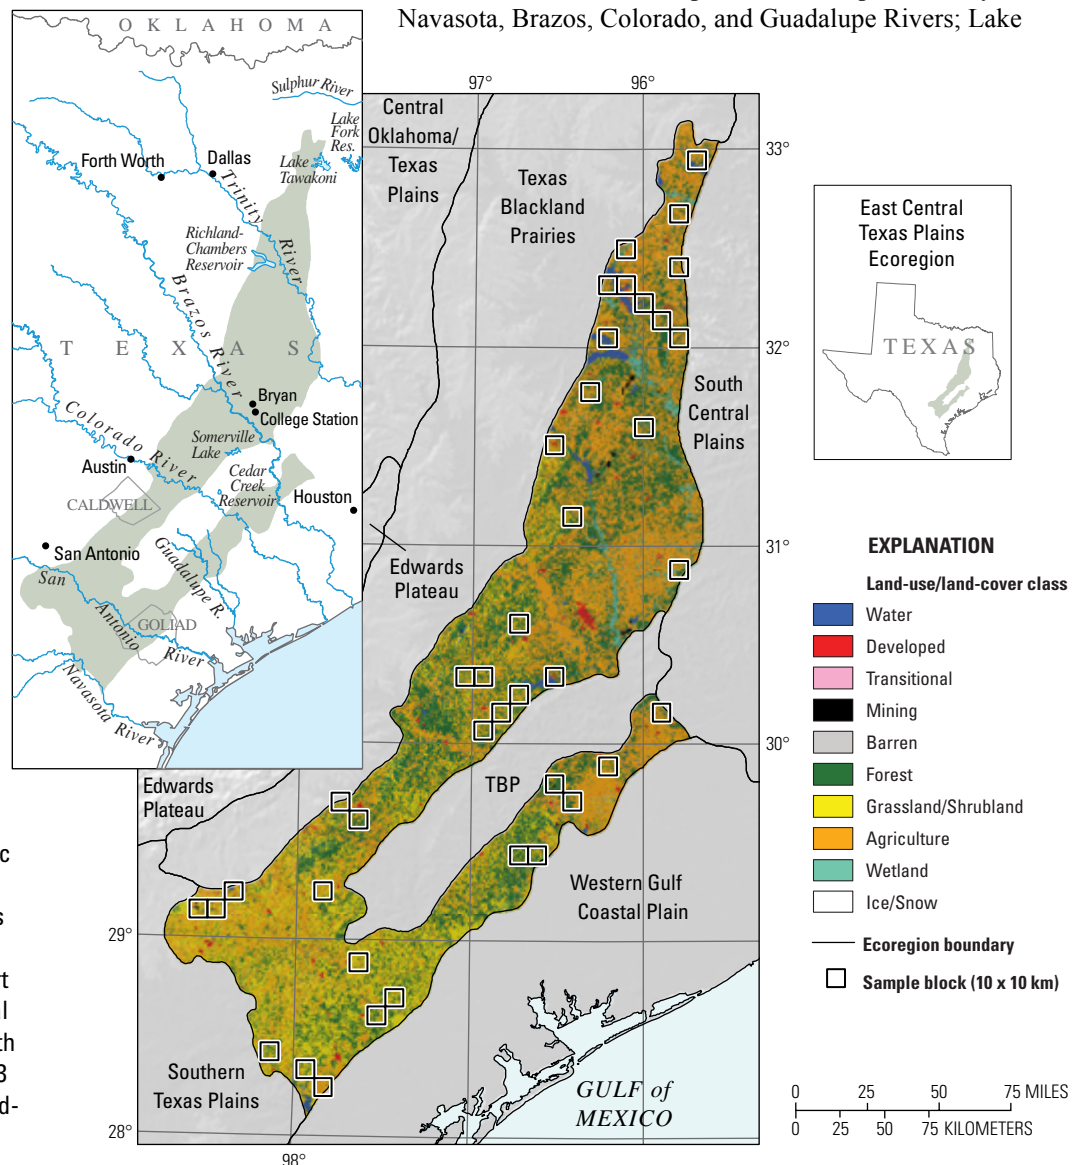 Navasota, Brazos, Colorado, and Guadalupe Rivers; Lake
OKLAHOMA
Sulphur River
Lake
Fork
Res.
Forth Worth
Dallas
Lake
Tawakoni
Trinity
River
Richland-
Chambers
Reservoir
Brazos
River
TEXAS
Bryan
College Station
Colorado
River
Somerville
Lake
Austin
Cedar
Creek
Reservoir
Houston
CALDWELL
San Antonio
Guadalupe R.
San
Antonio
River
GOLIAD
Navasota River
97°
96°
Central
Oklahoma/
Texas
Plains
33°
Texas
Blackland
Prairies
32°
South
Central
Plains
31°
Edwards
Plateau
30°
Edwards
Plateau
TBP
Western Gulf
Coastal Plain
29°
Southern
Texas Plains
GULF of
MEXICO
28°
98°
c
s
rt
al
th
3
d-
East Central
Texas Plains
Ecoregion
TEXAS
EXPLANATION
Land-use/land-cover class
Water
Developed
Transitional
Mining
Barren
Forest
Grassland/Shrubland
Agriculture
Wetland
Ice/Snow
Ecoregion boundary
Sample block (10 x 10 km)
0 25 50 75 MILES
0 25 50 75 KILOMETERS